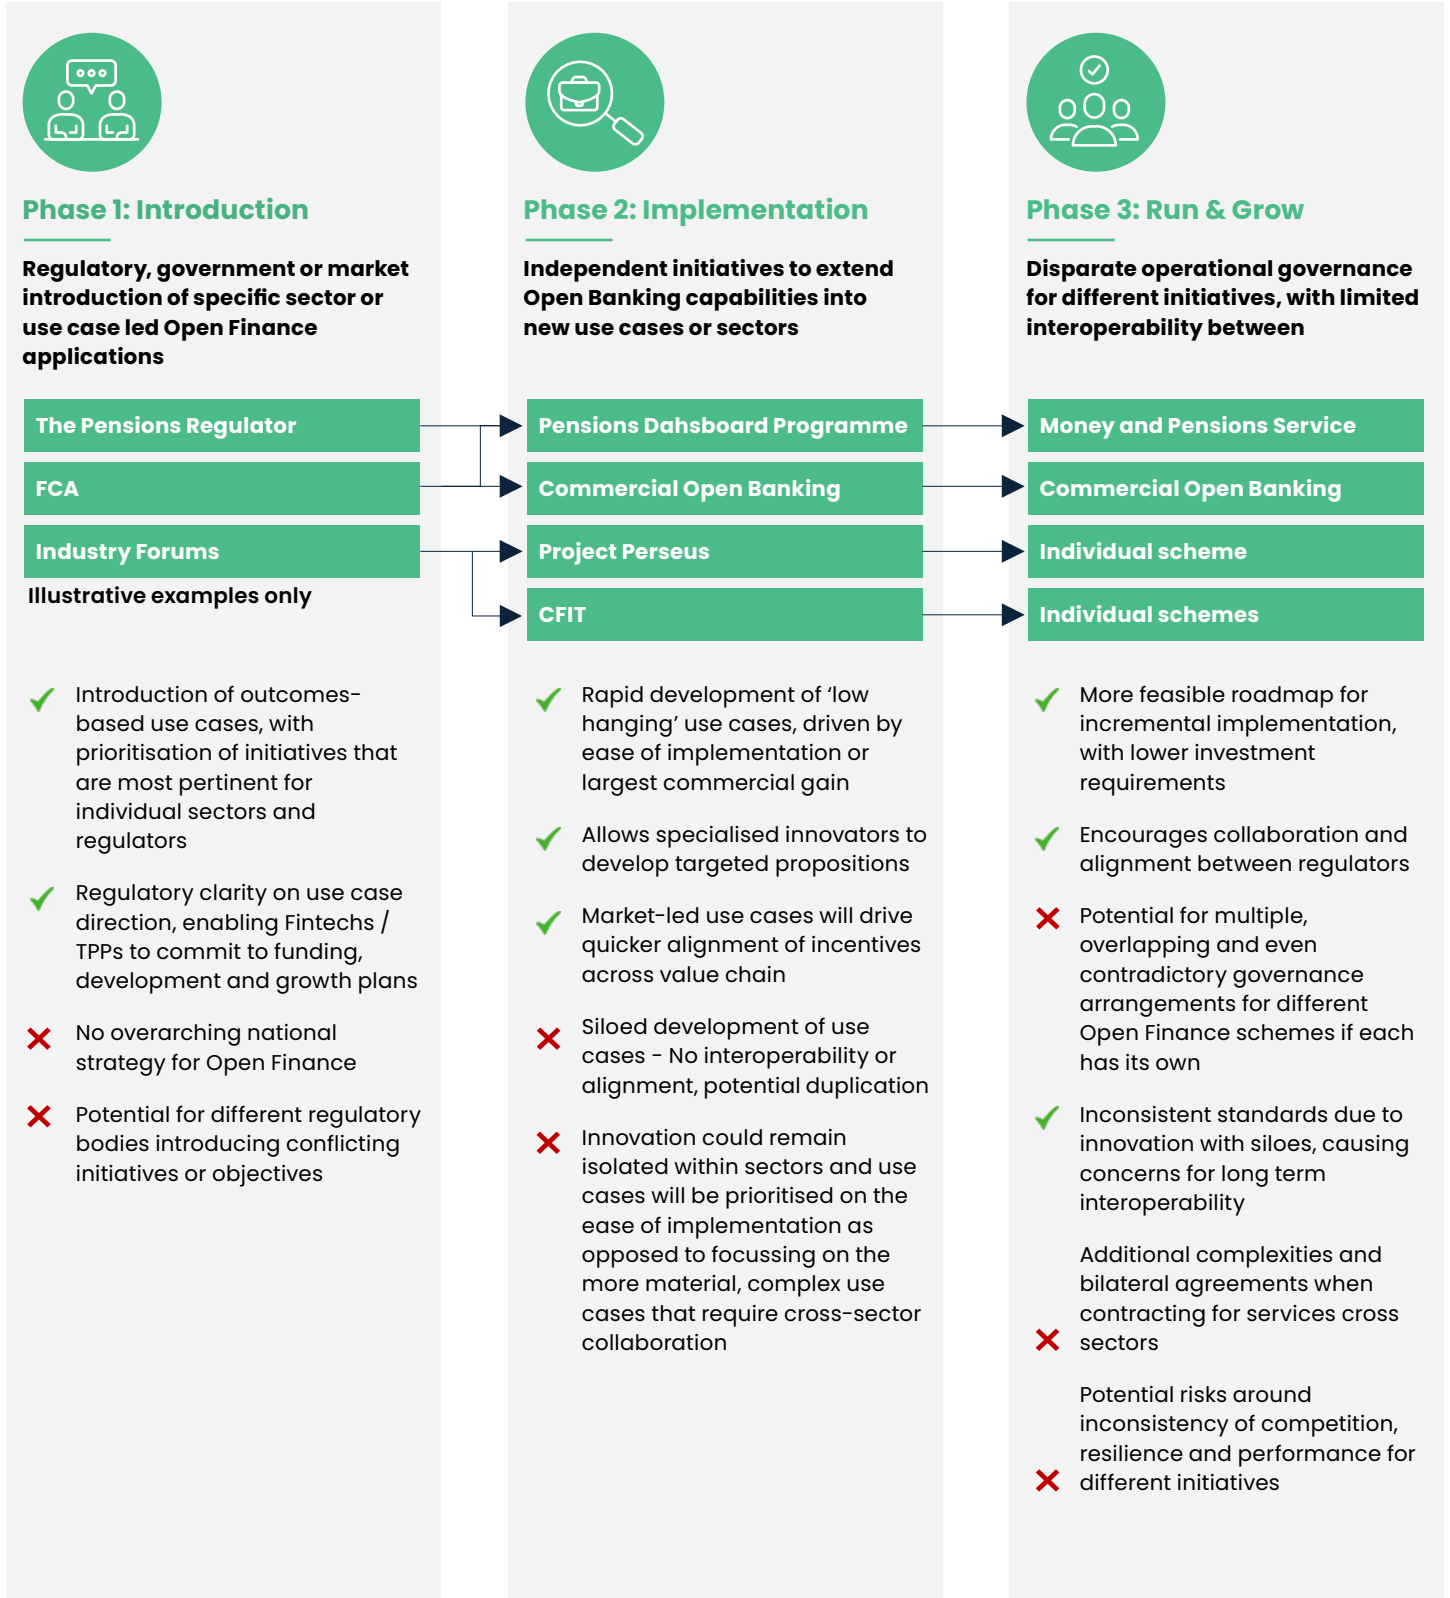 Phase 1: Introduction
Regulatory, government or market
introduction of specific sector or
use case led Open Finance
applications
The Pensions Regulator
FCA
Industry Forums
Illustrative examples only
Introduction of outcomes-
based use cases, with
prioritisation of initiatives that
are most pertinent for
individual sectors and
regulators
Regulatory clarity on use case
direction, enabling Fintechs /
TPPs to commit to funding,
development and growth plans
No overarching national
strategy for Open Finance
Potential for different regulatory
bodies introducing conflicting
initiatives or objectives
Phase 2: Implementation
Independent initiatives to extend
Open Banking capabilities into
new use cases or sectors
Pensions Dahsboard Programme
Commercial Open Banking
Project Perseus
CFIT
Rapid development of ‘low
hanging’ use cases, driven by
ease of implementation or
largest commercial gain
Allows specialised innovators to
develop targeted propositions
Market-led use cases will drive
quicker alignment of incentives
across value chain
Siloed development of use
cases - No interoperability or
alignment, potential duplication
Innovation could remain
isolated within sectors and use
cases will be prioritised on the
ease of implementation as
opposed to focussing on the
more material, complex use
cases that require cross-sector
collaboration
Phase 3: Run & Grow
Disparate operational governance
for different initiatives, with limited
interoperability between
Money and Pensions Service
Commercial Open Banking
Individual scheme
Individual schemes
More feasible roadmap for
incremental implementation,
with lower investment
requirements
Encourages collaboration and
alignment between regulators
Potential for multiple,
overlapping and even
contradictory governance
arrangements for different
Open Finance schemes if each
has its own
Inconsistent standards due to
innovation with siloes, causing
concerns for long term
interoperability
Additional complexities and
bilateral agreements when
contracting for services cross
sectors
Potential risks around
inconsistency of competition,
resilience and performance for
different initiatives